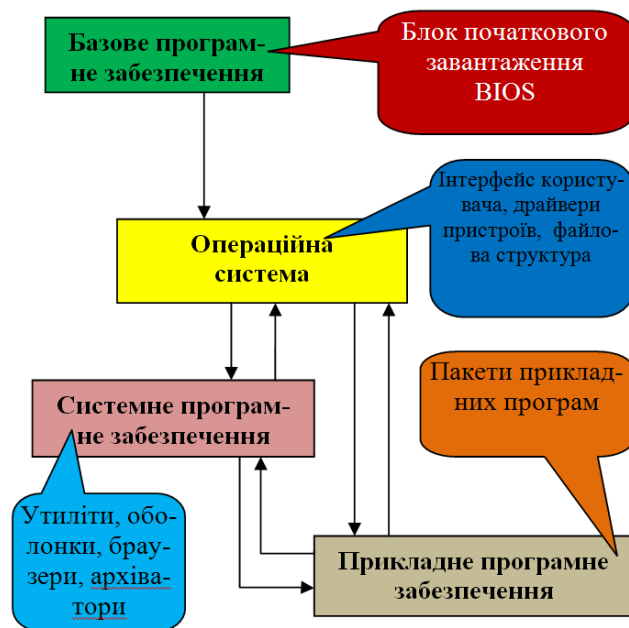 Базове програм-
не забезпечення
Блок початкового
завантаження
BIOS
Інтерфейс користу-
вача, драйвери
пристроїв, файло-
ва структура
Операційна
система
Пакети приклад-
них програм
Системне програм-
не забезпечення
Утиліти, обо-
лонки, брау-
зери, архіва-
тори
Прикладне програмне
забезпечення